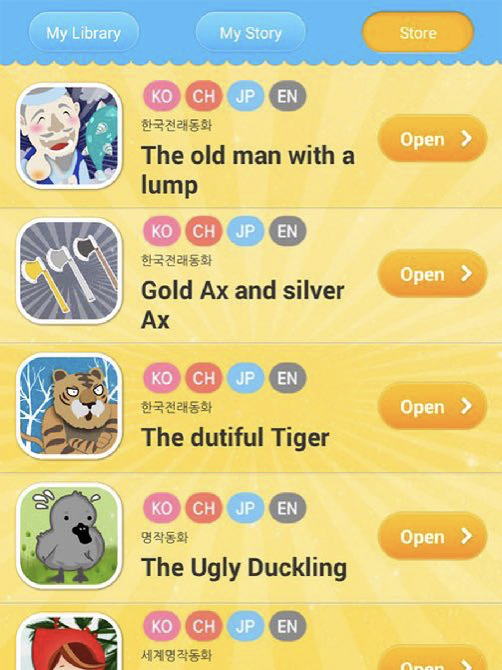 My Library
My Story
Store
KO CH JP EN
한국전래동화
The old man with a
lump
Open
KO CH JP EN
한국전래동화
Gold Ax and silver
Ax
Open
KO CH JP EN
한국전래동화
The dutiful Tiger
Open
KO CH JP EN
명작동화
The Ugly Duckling
Open
KO CH JP EN
세계명작동화
Open